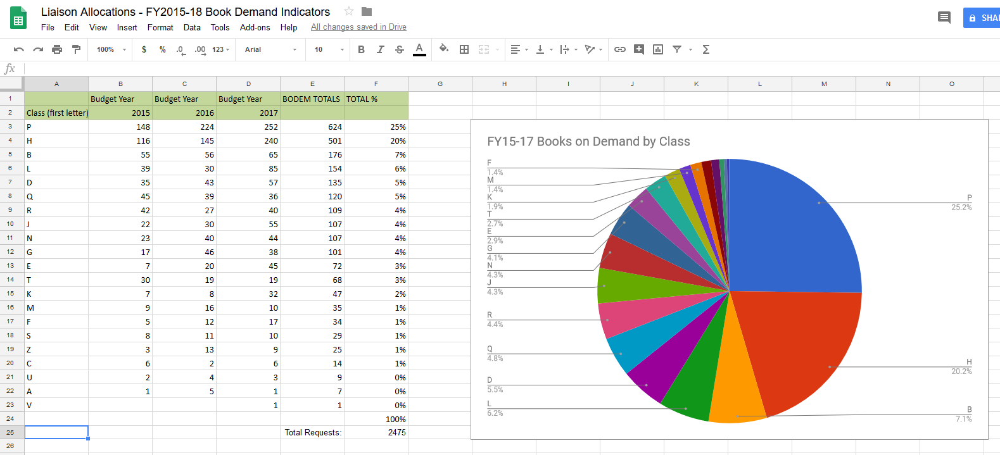 Liaison Allocations - FY2015-18 Book Demand Indicators
File Edit View Insert Format Data Tools Add-ons Help All changes saved in Drive
100% $ % .0 .00 123 Arial 10 B I S A Σ
fx
A B C D E F G H I J K L M N O
1 Budget Year Budget Year Budget Year BODEM TOTALS TOTAL %
2 Class (first letter) 2015 2016 2017
3 P 148 224 252 624 25%
4 H 116 145 240 501 20%
5 B 55 56 65 176 7%
6 L 39 30 85 154 6%
7 D 35 43 57 135 5%
8 Q 45 39 36 120 5%
9 R 42 27 40 109 4%
10 J 22 30 55 107 4%
11 N 23 40 44 107 4%
12 G 17 46 38 101 4%
13 E 7 20 45 72 3%
14 T 30 19 19 68 3%
15 K 7 8 32 47 2%
16 M 9 16 10 35 1%
17 F 5 12 17 34 1%
18 S 8 11 10 29 1%
19 Z 3 13 9 25 1%
20 C 6 2 6 14 1%
21 U 2 4 3 9 0%
22 A 1 5 1 7 0%
23 V 1 1 0%
24 100%
25 Total Requests: 2475
26
FY15-17 Books on Demand by Class
F
1.4%
M
1.4%
K
1.9%
T
2.7%
E
2.9%
G
4.1%
N
4.3%
J
4.3%
R
4.4%
Q
4.8%
D
5.5%
L
6.2%
P
25.2%
H
20.2%
B
7.1%